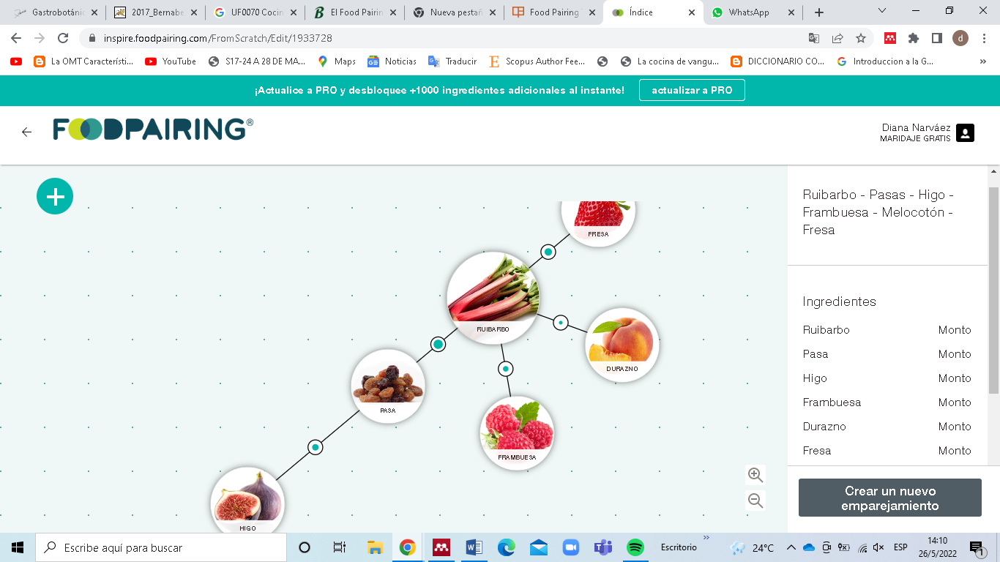 Gastrobotánic
2017_Bernabe
UF0070 Cocin
El Food Pairin
Nueva pestañ
Food Pairing
Índice
WhatsApp
inspire.foodpairing.com/FromScratch/Edit/1933728
d
La OMT Característi...
YouTube
S17-24 A 28 DE MA...
Maps
Noticias
Traducir
Scopus Author Fee...
La cocina de vangu...
DICCIONARIO CO...
Introduccion a la G...
¡Actualice a PRO y desbloquee +1000 ingredientes adicionales al instante!
actualizar a PRO
FOODPAIRING®
Diana Narváez
MARIDAJE GRATIS
FRESA
RUIBARBO
DURAZNO
PASA
FRAMBUESA
HIGO
Ruibarbo - Pasas - Higo -
Frambuesa - Melocotón -
Fresa
Ingredientes
Ruibarbo Monto
Pasa Monto
Higo Monto
Frambuesa Monto
Durazno Monto
Fresa Monto
Crear un nuevo
emparejamiento
Escribe aquí para buscar
Escritorio
24°C
ESP
14:10
26/5/2022
1